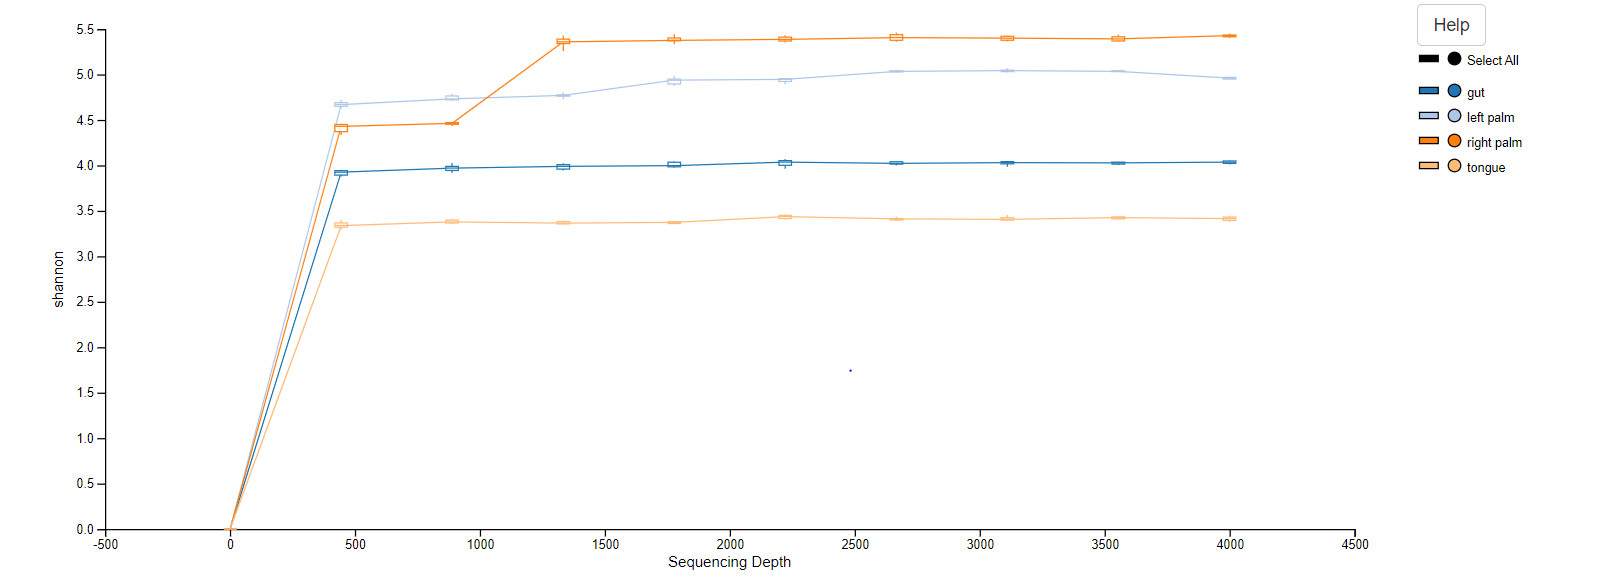 Help
Select All
gut
left palm
right palm
tongue
shannon
5.5
5.0
4.5
4.0
3.5
3.0
2.5
2.0
1.5
1.0
0.5
0.0
-500 0 500 1000 1500 2000 2500 3000 3500 4000 4500
Sequencing Depth